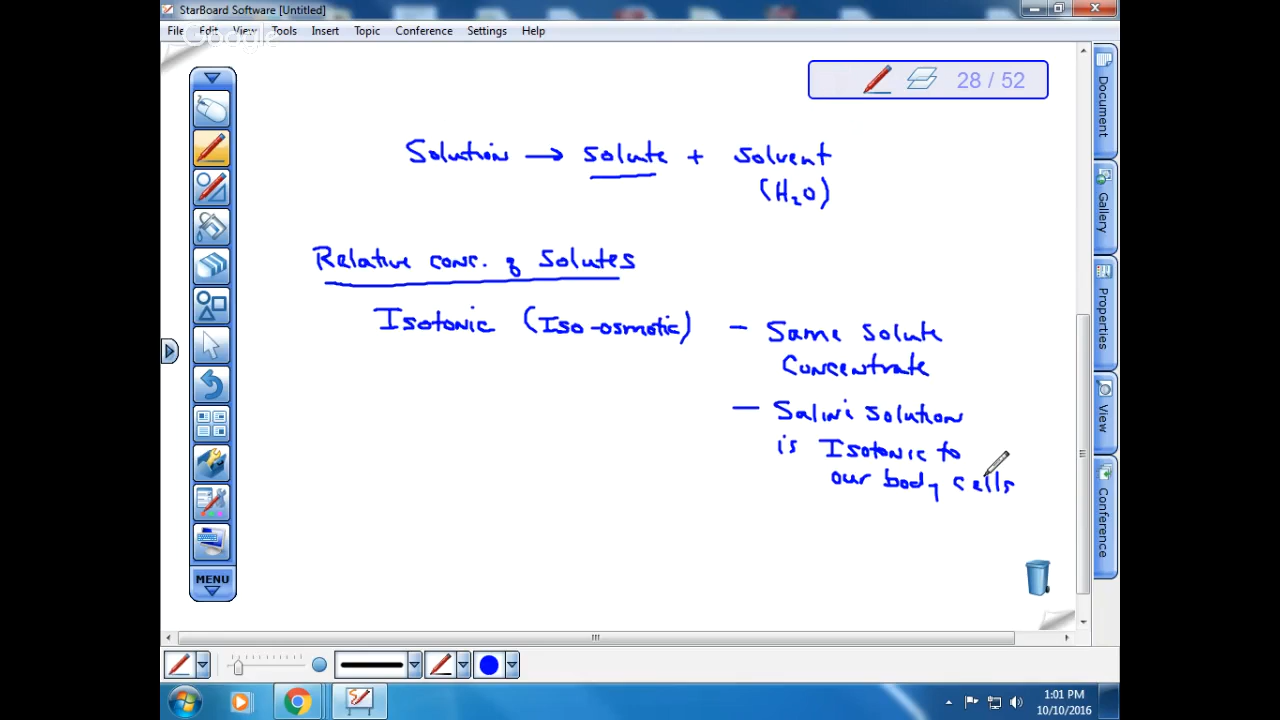 StarBoard Software [Untitled]
File Edit View Tools Insert Topic Conference Settings Help
Google
28 / 52
Solution → solute + solvent
(H₂O)
Relative conc. of Solutes
Isotonic (Iso-osmotic) - Same solute
Concentrate
- Salini solution
is Isotonic to
our body cells
MENU
Document
Gallery
Properties
View
Conference
1:01 PM
10/10/2016